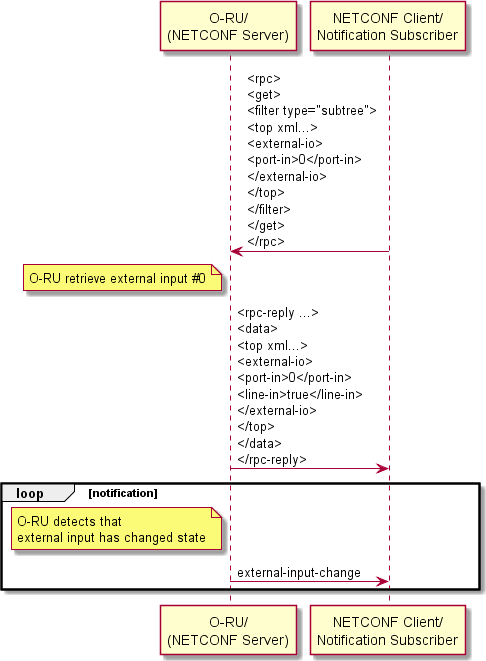 O-RU/
(NETCONF Server)
NETCONF Client/
Notification Subscriber
<rpc>
<get>
<filter type="subtree">
<top xml...>
<external-io>
<port-in>0</port-in>
</external-io>
</top>
</filter>
</get>
</rpc>
O-RU retrieve external input #0
<rpc-reply ...>
<data>
<top xml...>
<external-io>
<port-in>0</port-in>
<line-in>true</line-in>
</external-io>
</top>
</data>
</rpc-reply>
loop [notification]
O-RU detects that
external input has changed state
external-input-change
O-RU/
(NETCONF Server)
NETCONF Client/
Notification Subscriber